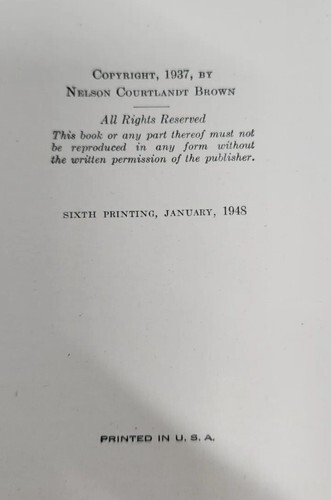 Copyright, 1937, by
Nelson Courtlandt Brown
All Rights Reserved
This book or any part thereof must not
be reproduced in any form without
the written permission of the publisher.
SIXTH PRINTING, JANUARY, 1948
PRINTED IN U. S. A.